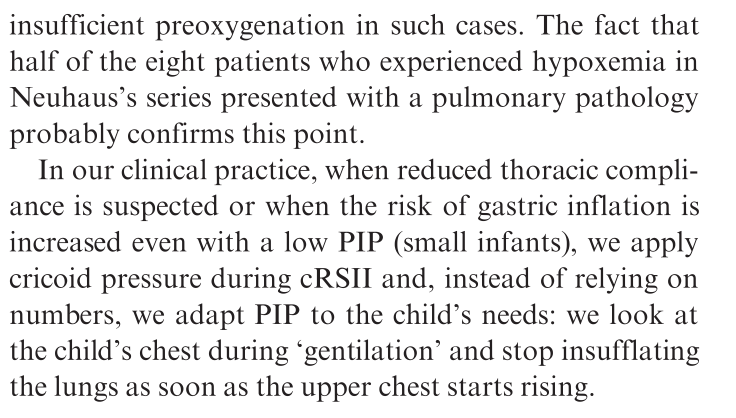 insufficient preoxygenation in such cases. The fact that
half of the eight patients who experienced hypoxemia in
Neuhaus’s series presented with a pulmonary pathology
probably confirms this point.
In our clinical practice, when reduced thoracic compli-
ance is suspected or when the risk of gastric inflation is
increased even with a low PIP (small infants), we apply
cricoid pressure during cRSII and, instead of relying on
numbers, we adapt PIP to the child’s needs: we look at
the child’s chest during ‘gentilation’ and stop insufflating
the lungs as soon as the upper chest starts rising.